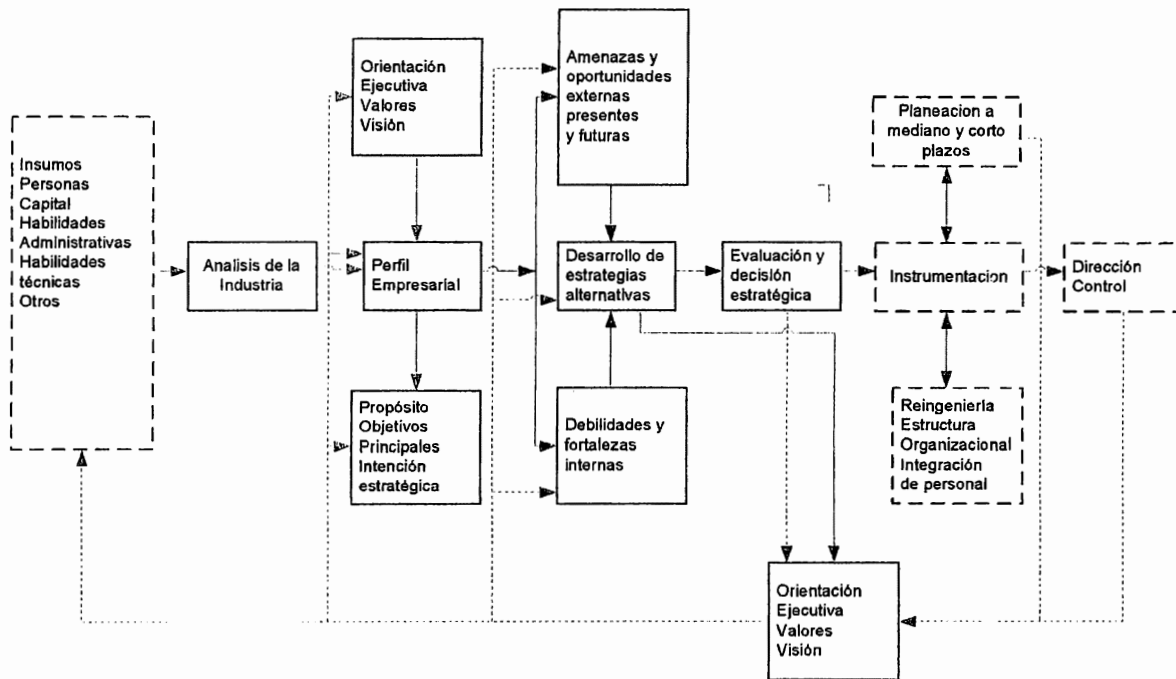 Insumos
Personas
Capital
Habilidades
Administrativas
Habilidades
técnicas
Otros
Analisis de la
Industria
Orientación
Ejecutiva
Valores
Visión
Perfil
Empresarial
Propósito
Objetivos
Principales
Intención
estratégica
Amenazas y
oportunidades
externas
presentes
y futuras
Desarrollo de
estrategias
alternativas
Debilidades y
fortalezas
internas
Evaluación y
decisión
estratégica
Planeacion a
mediano y corto
plazos
Instrumentacion
Reingeniería
Estructura
Organizacional
Integración
de personal
Dirección
Control
Orientación
Ejecutiva
Valores
Visión